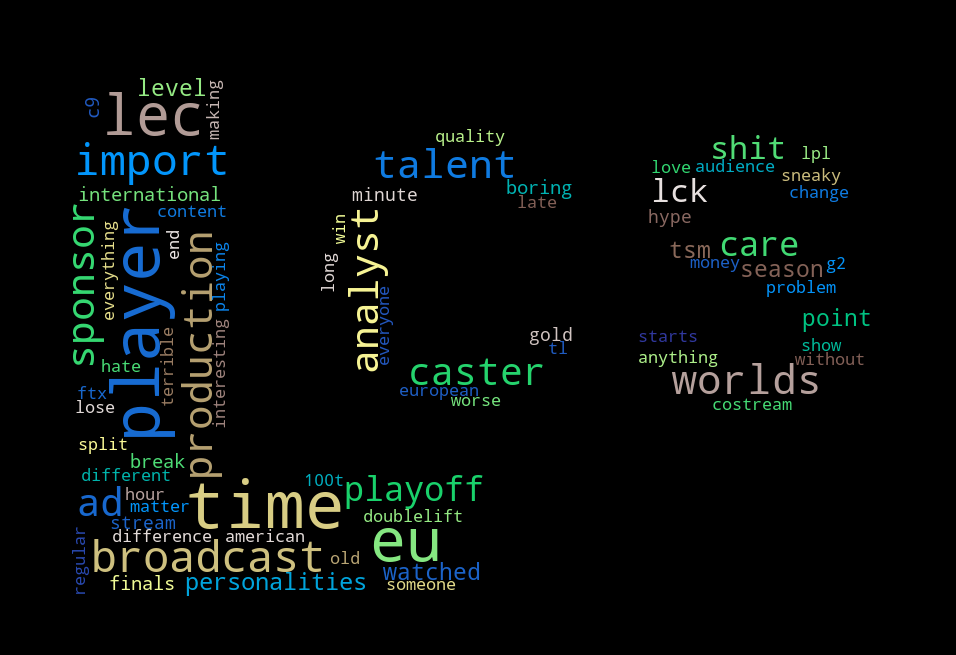 level
c9
lec
making
import
international
content
sponsor
everything
player
end
production
playing
interesting
terrible
hate
ftx
lose
split
break
different
ad
hour
matter
stream
time
100t
playoff
doublelift
difference
american
broadcast
old
eu
watched
regular
finals
personalities
someone
quality
talent
minute
boring
late
win
long
analyst
everyone
gold
tl
caster
european
worse
shit
lpl
love
audience
sneaky
lck
change
hype
tsm
care
money
season
g2
problem
point
starts
show
anything
without
worlds
costream